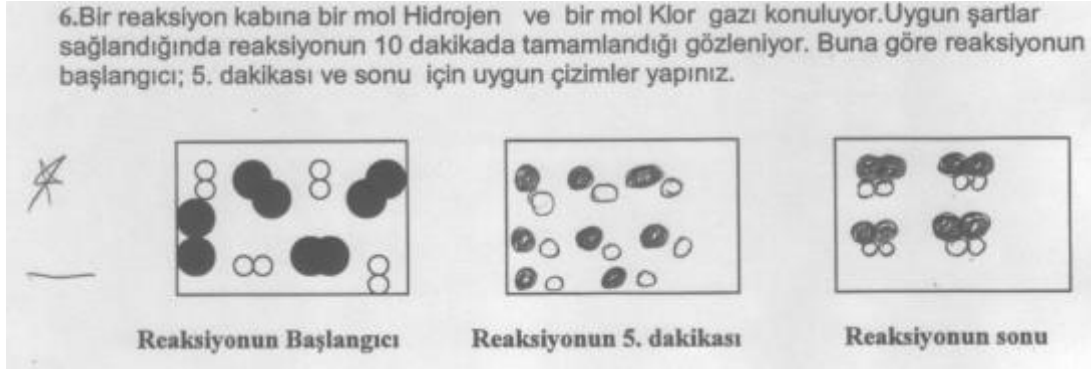 6.Bir reaksiyon kabına bir mol Hidrojen ve bir mol Klor gazı konuluyor.Uygun şartlar
sağlandığında reaksiyonun 10 dakikada tamamlandığı gözleniyor. Buna göre reaksiyonun
başlangıcı; 5. dakikası ve sonu için uygun çizimler yapınız.
Reaksiyonun Başlangıcı
Reaksiyonun 5. dakikası
Reaksiyonun sonu